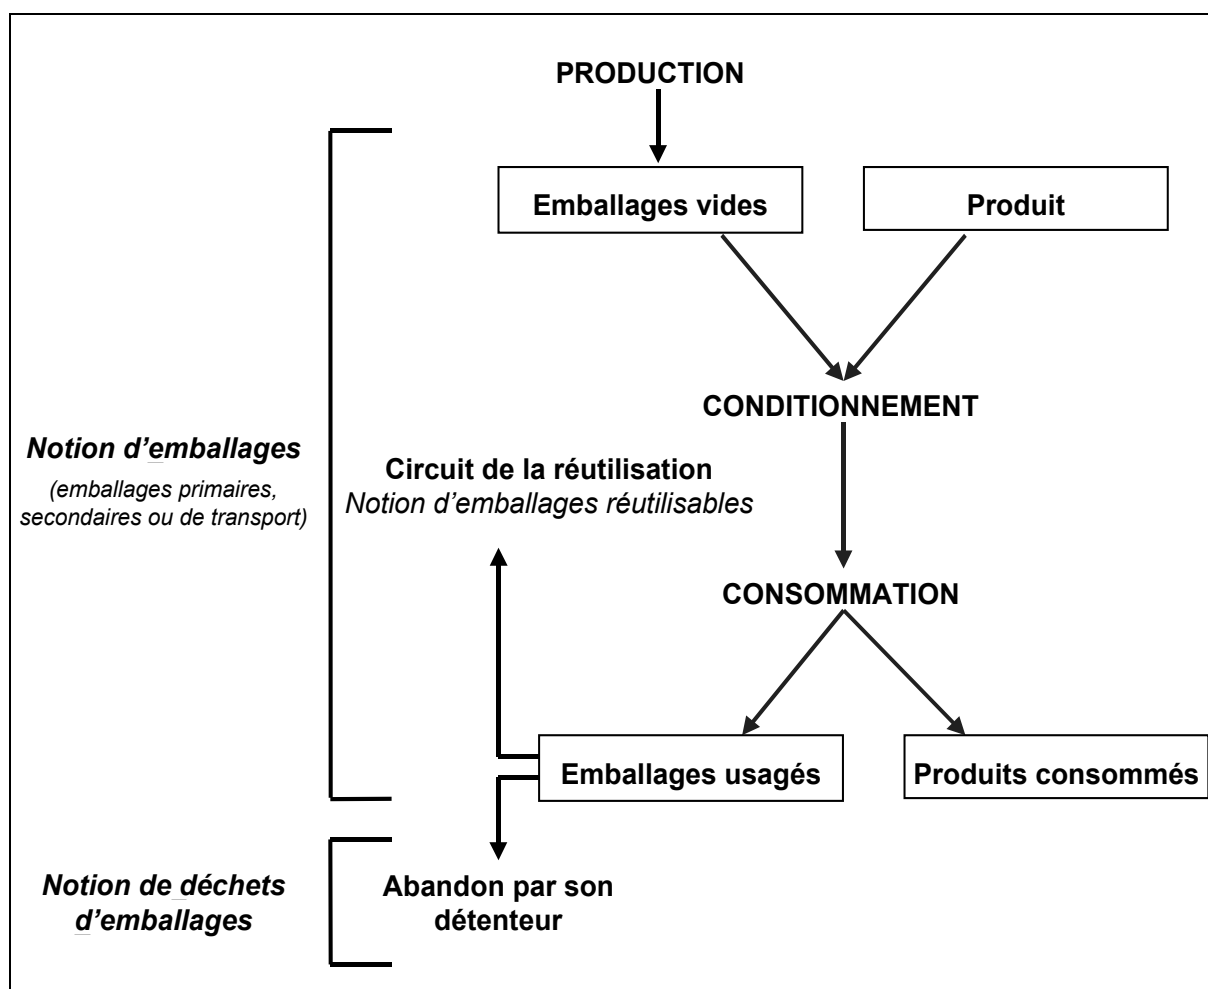 PRODUCTION
Emballages vides
Produit
CONDITIONNEMENT
Notion d’emballages
(emballages primaires,
secondaires ou de transport)
Circuit de la réutilisation
Notion d’emballages réutilisables
CONSOMMATION
Emballages usagés
Produits consommés
Notion de déchets
d’emballages
Abandon par son
détenteur